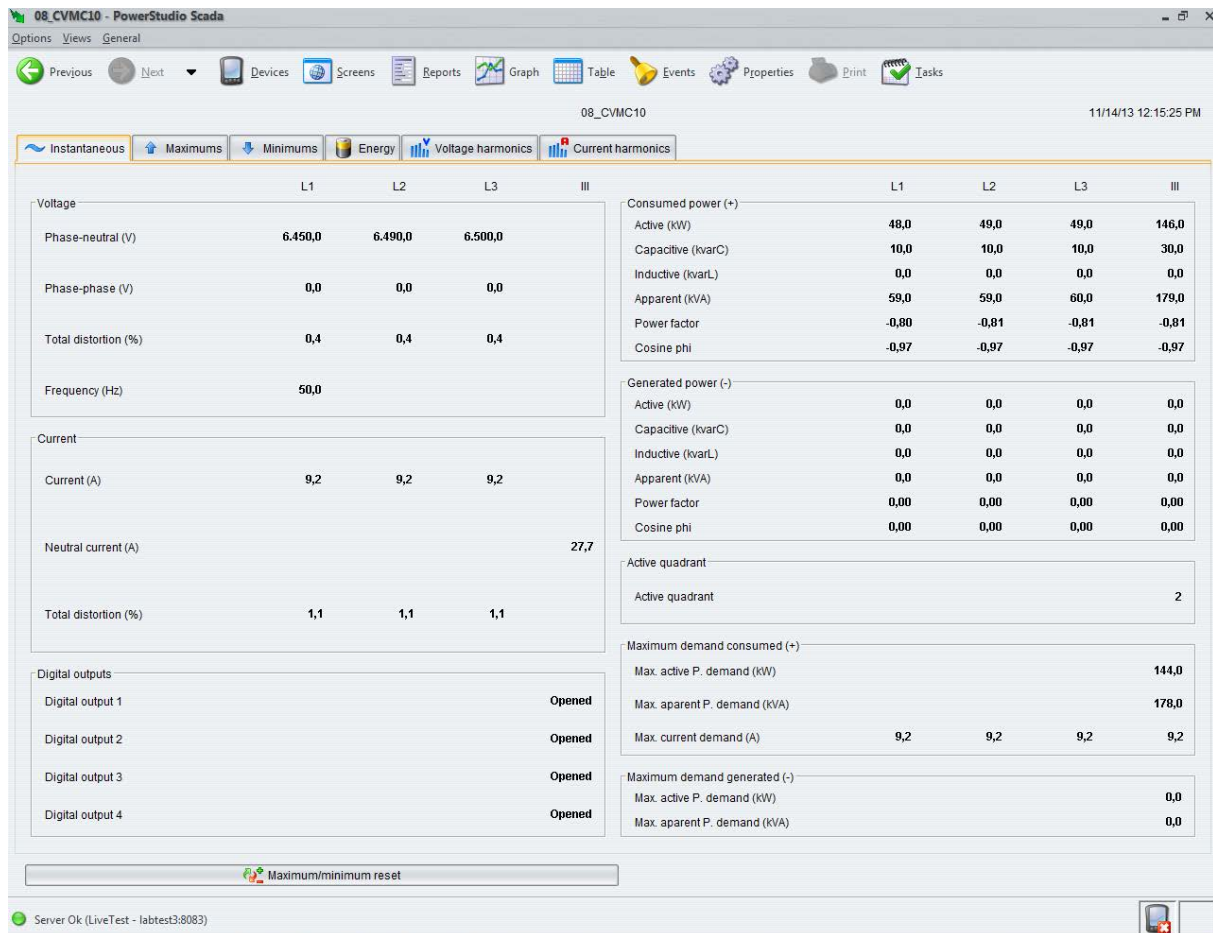 08_CVMC10 - PowerStudio Scada
Options Views General
Previous Next Devices Screens Reports Graph Table Events Properties Print Tasks
08_CVMC10 11/14/13 12:15:25 PM
Instantaneous Maximums Minimums Energy Voltage harmonics Current harmonics
L1 L2 L3 III
Voltage
Phase-neutral (V) 6.450,0 6.490,0 6.500,0
Phase-phase (V) 0,0 0,0 0,0
Total distortion (%) 0,4 0,4 0,4
Frequency (Hz) 50,0
Current
Current (A) 9,2 9,2 9,2
Neutral current (A) 27,7
Total distortion (%) 1,1 1,1 1,1
Digital outputs
Digital output 1 Opened
Digital output 2 Opened
Digital output 3 Opened
Digital output 4 Opened
L1 L2 L3 III
Consumed power (+)
Active (kW) 48,0 49,0 49,0 146,0
Capacitive (kvarC) 10,0 10,0 10,0 30,0
Inductive (kvarL) 0,0 0,0 0,0 0,0
Apparent (kVA) 59,0 59,0 60,0 179,0
Power factor -0,80 -0,81 -0,81 -0,81
Cosine phi -0,97 -0,97 -0,97 -0,97
Generated power (-)
Active (kW) 0,0 0,0 0,0 0,0
Capacitive (kvarC) 0,0 0,0 0,0 0,0
Inductive (kvarL) 0,0 0,0 0,0 0,0
Apparent (kVA) 0,0 0,0 0,0 0,0
Power factor 0,00 0,00 0,00 0,00
Cosine phi 0,00 0,00 0,00 0,00
Active quadrant
Active quadrant 2
Maximum demand consumed (+)
Max. active P. demand (kW) 144,0
Max. aparent P. demand (kVA) 178,0
Max. current demand (A) 9,2 9,2 9,2 9,2
Maximum demand generated (-)
Max. active P. demand (kW) 0,0
Max. aparent P. demand (kVA) 0,0
Maximum/minimum reset
Server Ok (LiveTest - labtest3:8083)